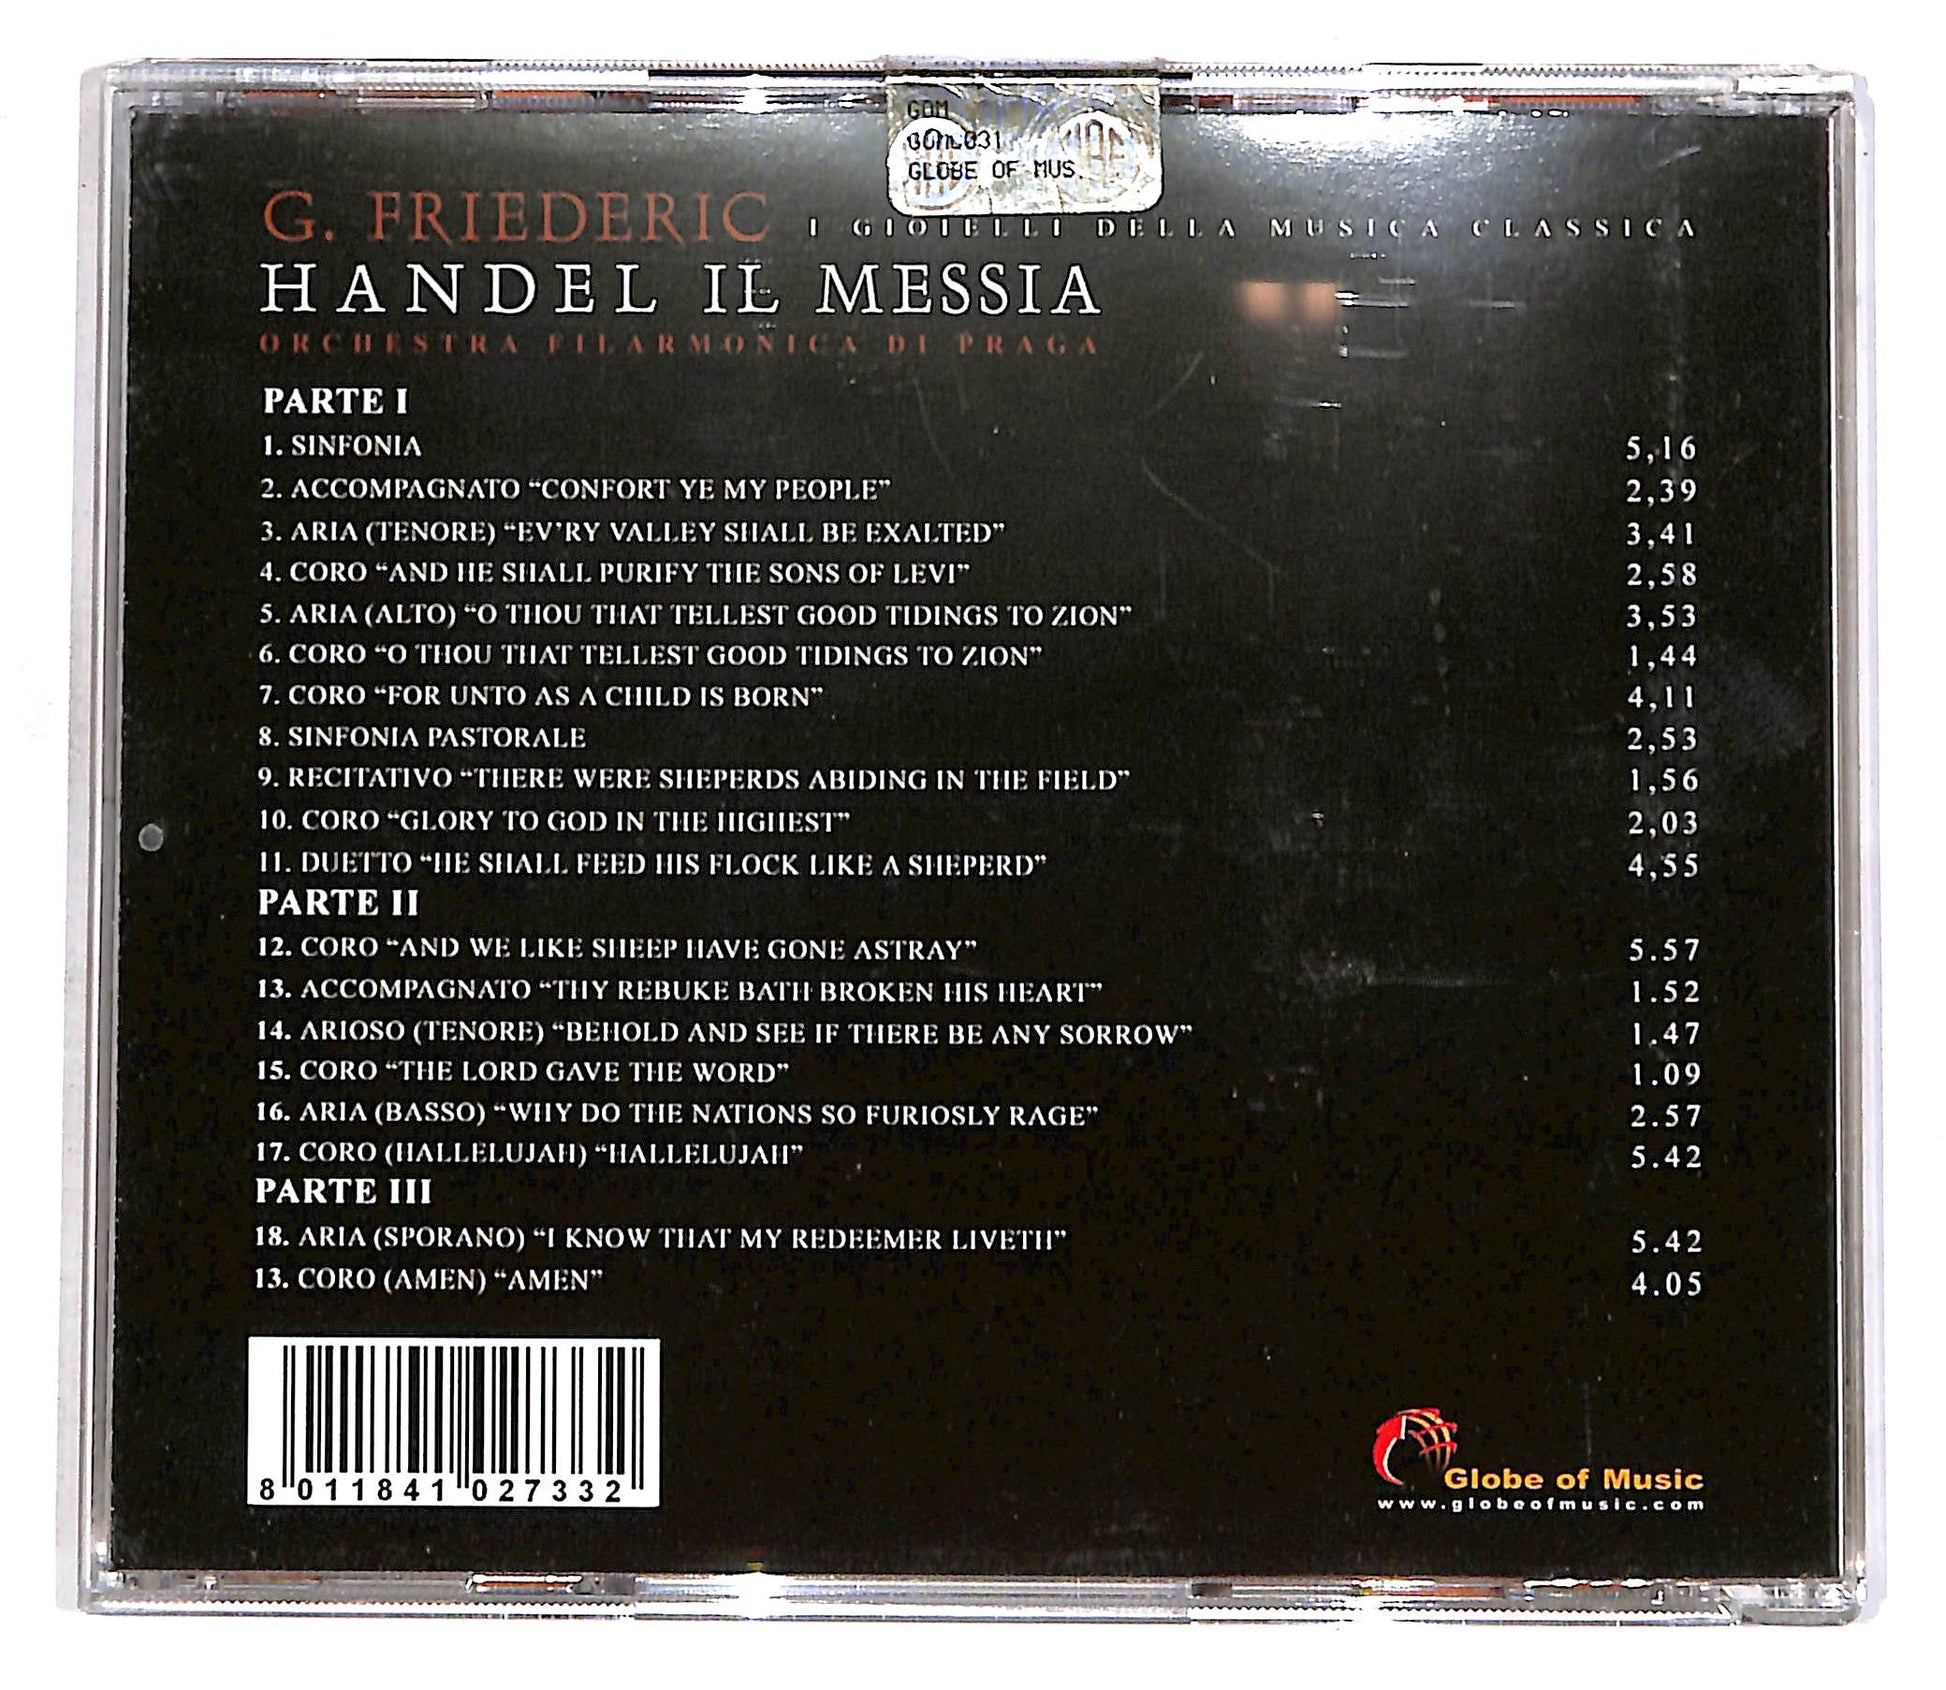 GOM
GOML031
GLOBE OF MUS.
G. FRIEDERIC I GIOIELLI DELLA MUSICA CLASSICA
HANDEL IL MESSIA
ORCHESTRA FILARMONICA DI PRAGA
PARTE I
1. SINFONIA 5,16
2. ACCOMPAGNATO “CONFORT YE MY PEOPLE” 2,39
3. ARIA (TENORE) “EV’RY VALLEY SHALL BE EXALTED” 3,41
4. CORO “AND HE SHALL PURIFY THE SONS OF LEVI” 2,58
5. ARIA (ALTO) “O THOU THAT TELLEST GOOD TIDINGS TO ZION” 3,53
6. CORO “O THOU THAT TELLEST GOOD TIDINGS TO ZION” 1,44
7. CORO “FOR UNTO AS A CHILD IS BORN” 4,11
8. SINFONIA PASTORALE 2,53
9. RECITATIVO “THERE WERE SHEPERDS ABIDING IN THE FIELD” 1,56
10. CORO “GLORY TO GOD IN THE HIGHEST” 2,03
11. DUETTO “HE SHALL FEED HIS FLOCK LIKE A SHEPERD” 4,55
PARTE II
12. CORO “AND WE LIKE SHEEP HAVE GONE ASTRAY” 5.57
13. ACCOMPAGNATO “THY REBUKE BATH BROKEN HIS HEART” 1.52
14. ARIOSO (TENORE) “BEHOLD AND SEE IF THERE BE ANY SORROW” 1.47
15. CORO “THE LORD GAVE THE WORD” 1.09
16. ARIA (BASSO) “WHY DO THE NATIONS SO FURIOSLY RAGE” 2.57
17. CORO (HALLELUJAH) “HALLELUJAH” 5.42
PARTE III
18. ARIA (SPORANO) “I KNOW THAT MY REDEEMER LIVETH” 5.42
13. CORO (AMEN) “AMEN” 4.05
8 011841 027332
Globe of Music
www.globeofmusic.com